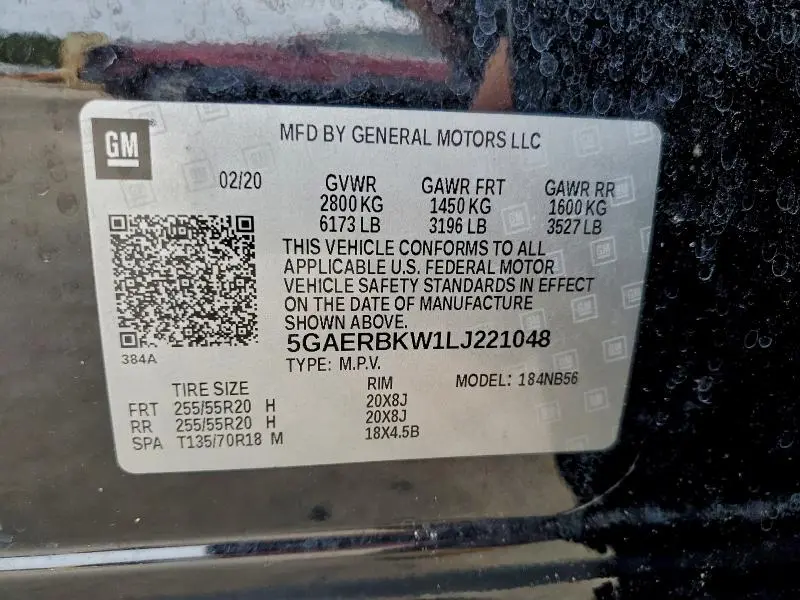 GM
MFD BY GENERAL MOTORS LLC
02/20
GVWR GAWR FRT GAWR RR
2800 KG 1450 KG 1600 KG
6173 LB 3196 LB 3527 LB
THIS VEHICLE CONFORMS TO ALL
APPLICABLE U.S. FEDERAL MOTOR
VEHICLE SAFETY STANDARDS IN EFFECT
ON THE DATE OF MANUFACTURE
SHOWN ABOVE.
5GAERBKW1LJ221048
384A
TYPE: M.P.V.
TIRE SIZE RIM MODEL: 184NB56
FRT 255/55R20 H 20X8J
RR 255/55R20 H 20X8J
SPA T135/70R18 M 18X4.5B